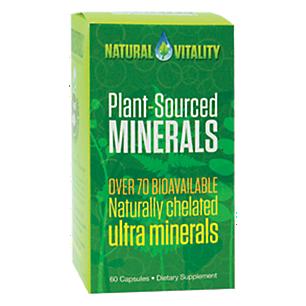 NATURAL VITALITY
Plant-Sourced
MINERALS
OVER 70 BIOAVAILABLE
Naturally chelated
ultra minerals
60 Capsules • Dietary Supplement